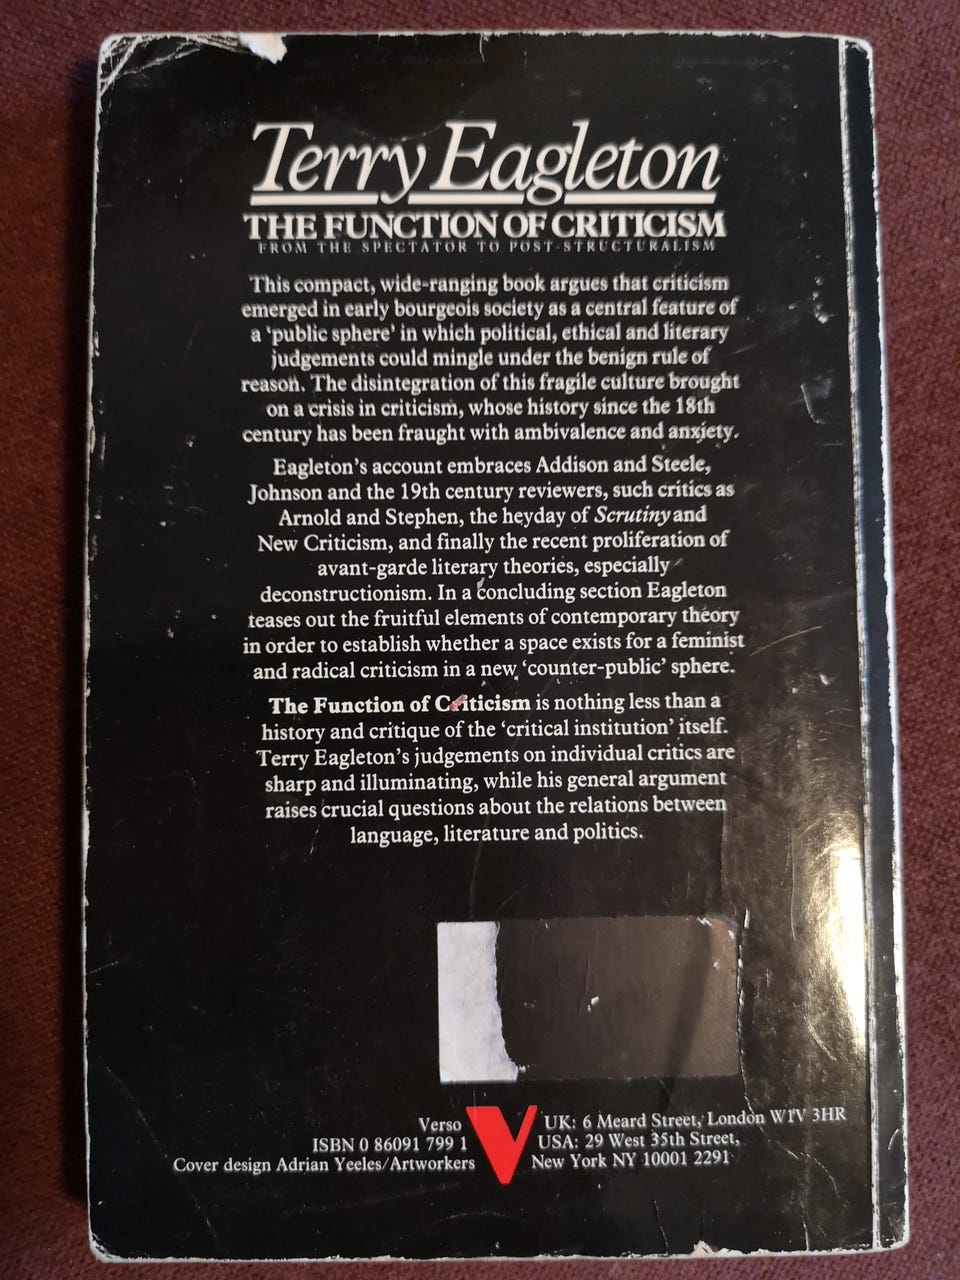 Terry Eagleton
THE FUNCTION OF CRITICISM
FROM THE SPECTATOR TO POST-STRUCTURALISM
This compact, wide-ranging book argues that criticism
emerged in early bourgeois society as a central feature of
a ‘public sphere’ in which political, ethical and literary
judgements could mingle under the benign rule of
reason. The disintegration of this fragile culture brought
on a crisis in criticism, whose history since the 18th
century has been fraught with ambivalence and anxiety.
Eagleton’s account embraces Addison and Steele,
Johnson and the 19th century reviewers, such critics as
Arnold and Stephen, the heyday of Scrutiny and
New Criticism, and finally the recent proliferation of
avant-garde literary theories, especially
deconstructionism. In a concluding section Eagleton
teases out the fruitful elements of contemporary theory
in order to establish whether a space exists for a feminist
and radical criticism in a new ‘counter-public’ sphere.
The Function of Criticism is nothing less than a
history and critique of the ‘critical institution’ itself.
Terry Eagleton’s judgements on individual critics are
sharp and illuminating, while his general argument
raises crucial questions about the relations between
language, literature and politics.
Verso
ISBN 0 86091 799 1
Cover design Adrian Yeeles/Artworkers
V
UK: 6 Meard Street, London W1V 3HR
USA: 29 West 35th Street,
New York NY 10001 2291